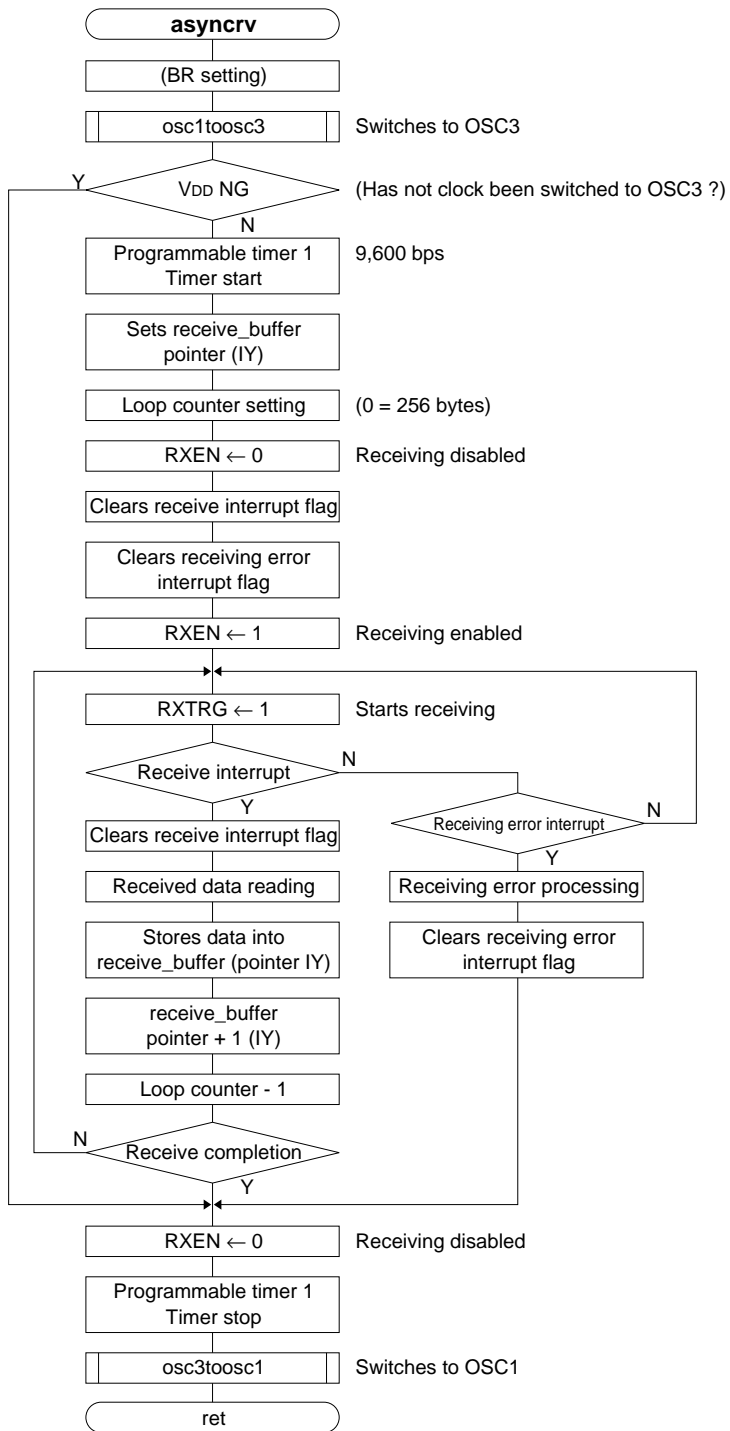 asyncrv
(BR setting)
osc1toosc3 Switches to OSC3
Y VDD NG (Has not clock been switched to OSC3 ?)
N
Programmable timer 1 9,600 bps
Timer start
Sets receive_buffer
pointer (IY)
Loop counter setting (0 = 256 bytes)
RXEN ← 0 Receiving disabled
Clears receive interrupt flag
Clears receiving error
interrupt flag
RXEN ← 1 Receiving enabled
RXTRG ← 1 Starts receiving
Receive interrupt N
Y
Receiving error interrupt N
Y
Clears receive interrupt flag
Received data reading
Receiving error processing
Stores data into
receive_buffer (pointer IY)
Clears receiving error
interrupt flag
receive_buffer
pointer + 1 (IY)
Loop counter - 1
N Receive completion
Y
RXEN ← 0 Receiving disabled
Programmable timer 1
Timer stop
osc3toosc1 Switches to OSC1
ret